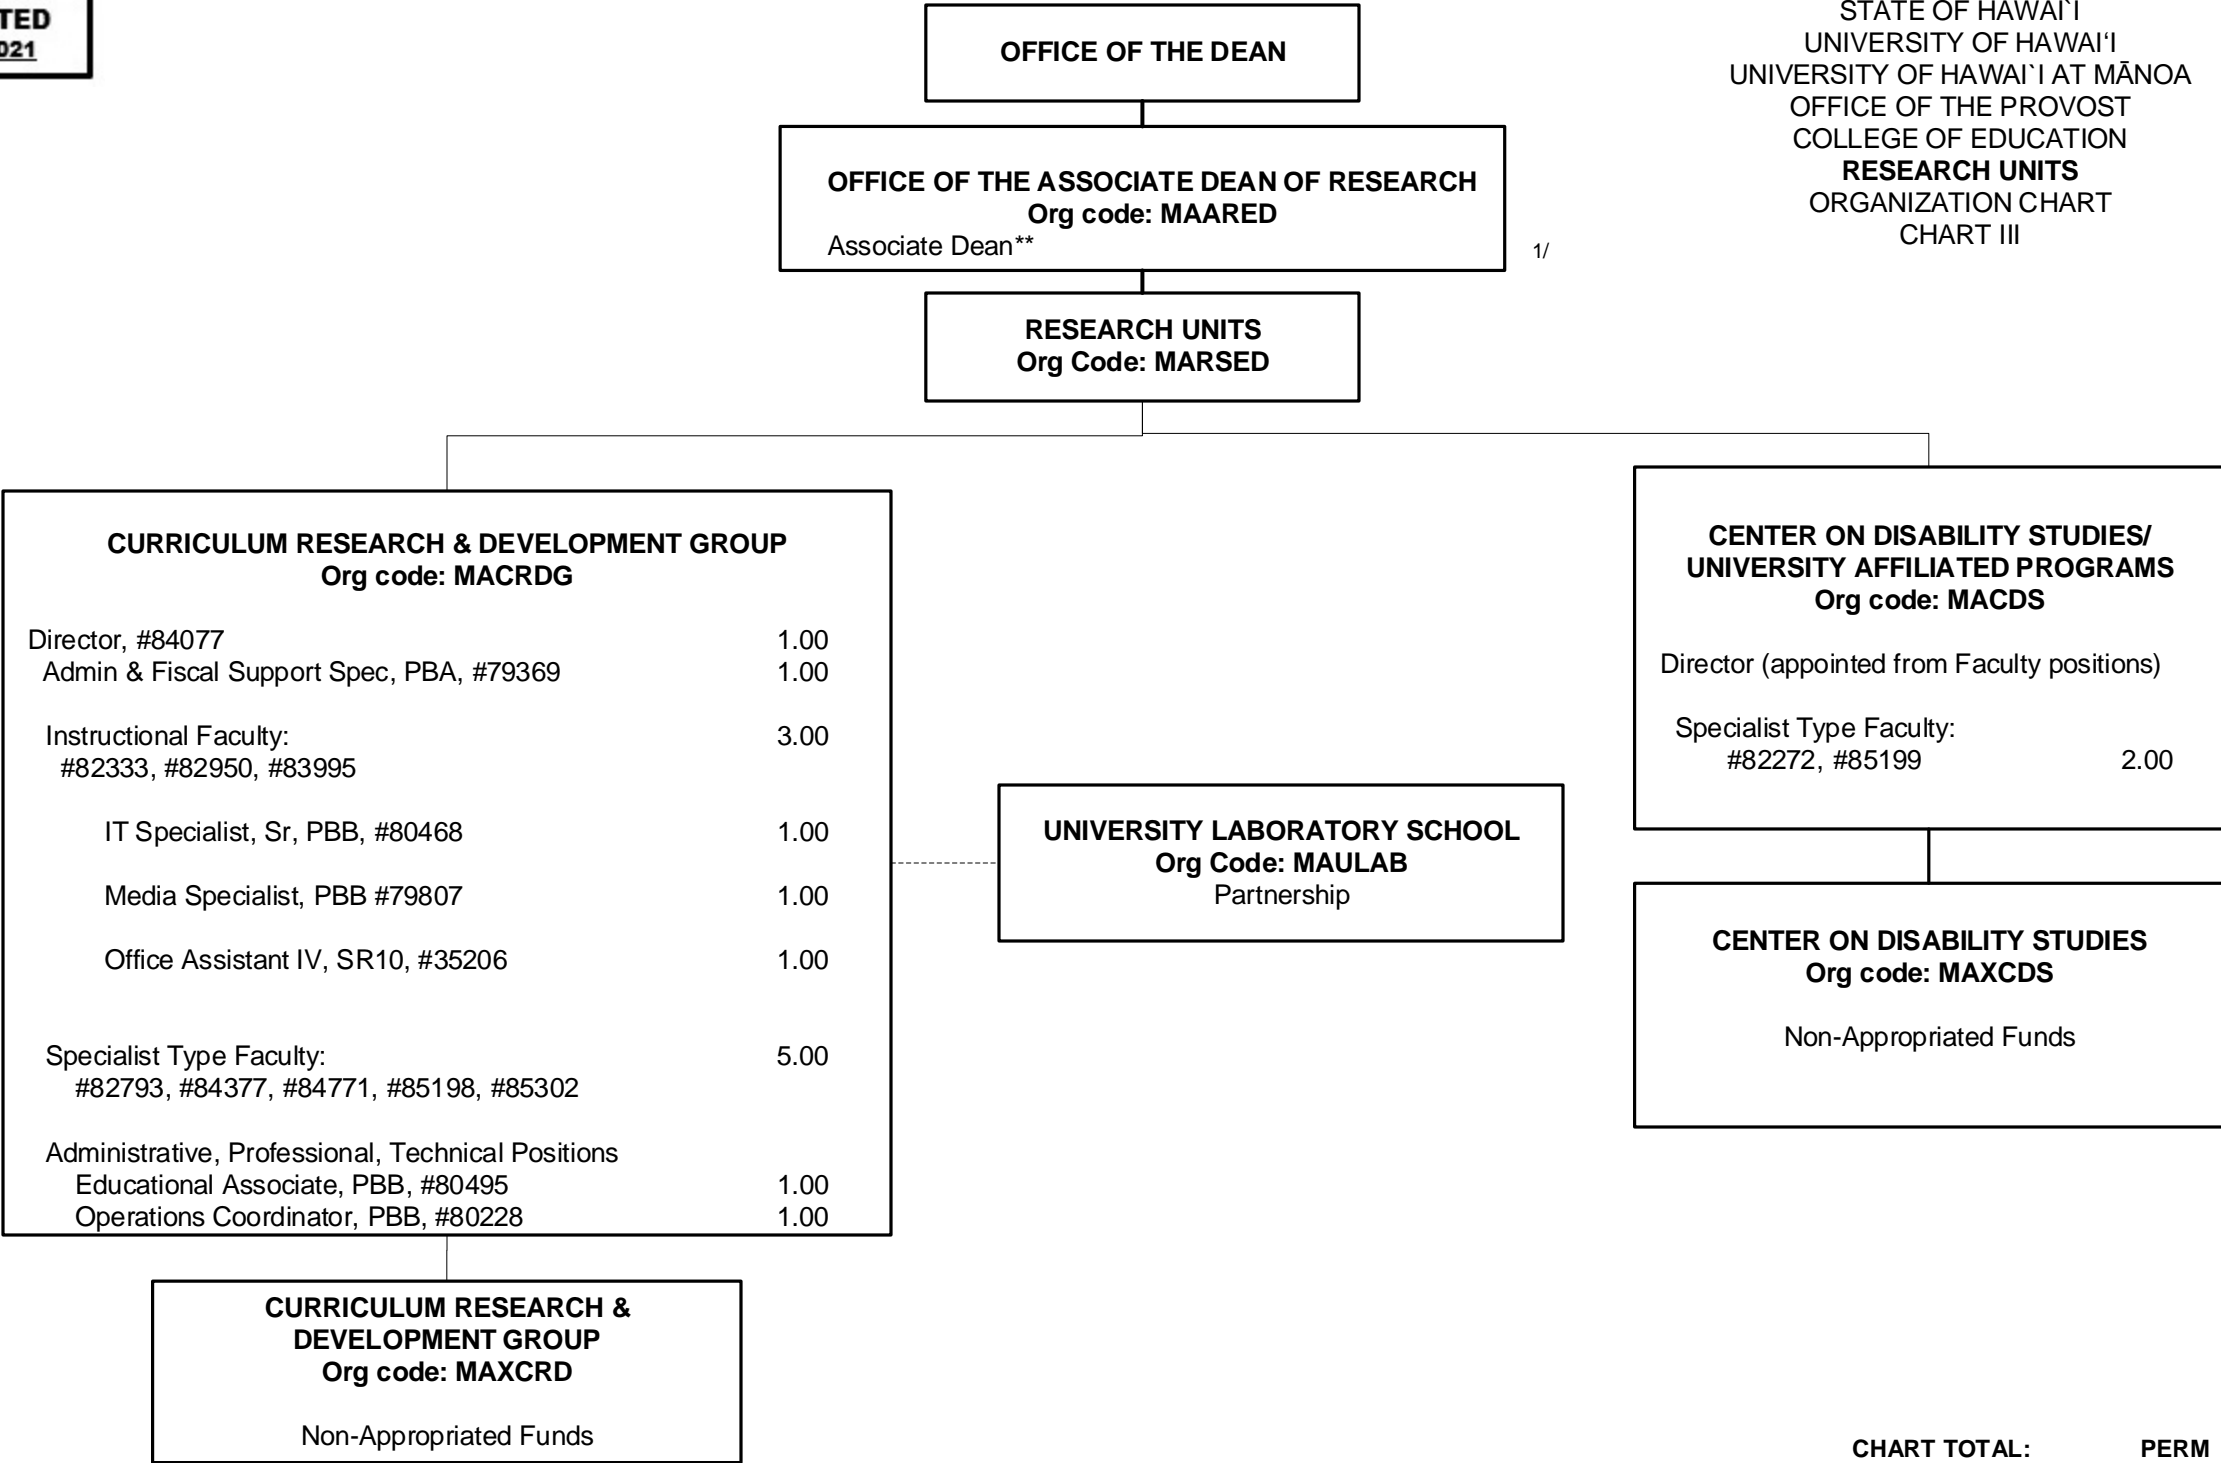 TED
021
STATE OF HAWAI`I
UNIVERSITY OF HAWAI‘I
UNIVERSITY OF HAWAI`I AT MĀNOA
OFFICE OF THE PROVOST
COLLEGE OF EDUCATION
RESEARCH UNITS
ORGANIZATION CHART
CHART III
OFFICE OF THE DEAN
OFFICE OF THE ASSOCIATE DEAN OF RESEARCH
Org code: MAARED
Associate Dean**
1/
RESEARCH UNITS
Org Code: MARSED
CURRICULUM RESEARCH & DEVELOPMENT GROUP
Org code: MACRDG
Director, #84077 1.00
Admin & Fiscal Support Spec, PBA, #79369 1.00
Instructional Faculty: 3.00
#82333, #82950, #83995
IT Specialist, Sr, PBB, #80468 1.00
Media Specialist, PBB #79807 1.00
Office Assistant IV, SR10, #35206 1.00
Specialist Type Faculty: 5.00
#82793, #84377, #84771, #85198, #85302
Administrative, Professional, Technical Positions
Educational Associate, PBB, #80495 1.00
Operations Coordinator, PBB, #80228 1.00
CURRICULUM RESEARCH &
DEVELOPMENT GROUP
Org code: MAXCRD
Non-Appropriated Funds
UNIVERSITY LABORATORY SCHOOL
Org Code: MAULAB
Partnership
CENTER ON DISABILITY STUDIES/
UNIVERSITY AFFILIATED PROGRAMS
Org code: MACDS
Director (appointed from Faculty positions)
Specialist Type Faculty:
#82272, #85199 2.00
CENTER ON DISABILITY STUDIES
Org code: MAXCDS
Non-Appropriated Funds
CHART TOTAL: PERM